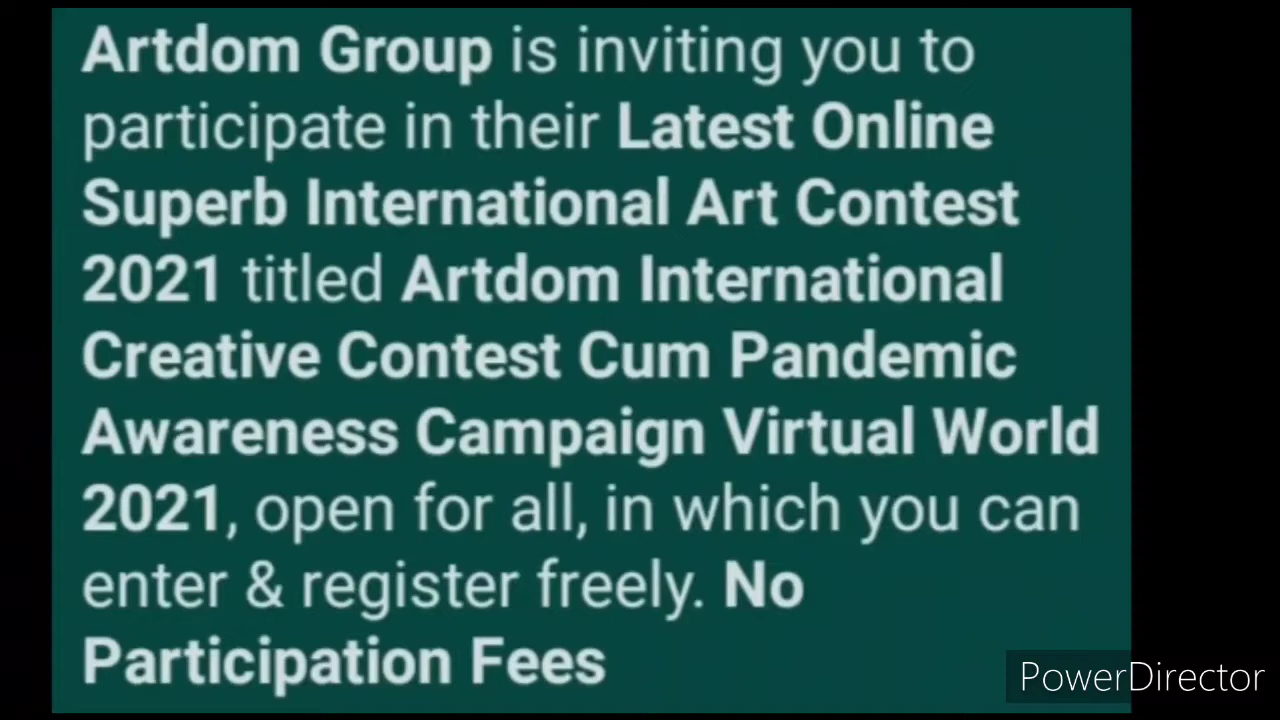 Artdom Group is inviting you to
participate in their Latest Online
Superb International Art Contest
2021 titled Artdom International
Creative Contest Cum Pandemic
Awareness Campaign Virtual World
2021, open for all, in which you can
enter & register freely. No
Participation Fees
PowerDirector